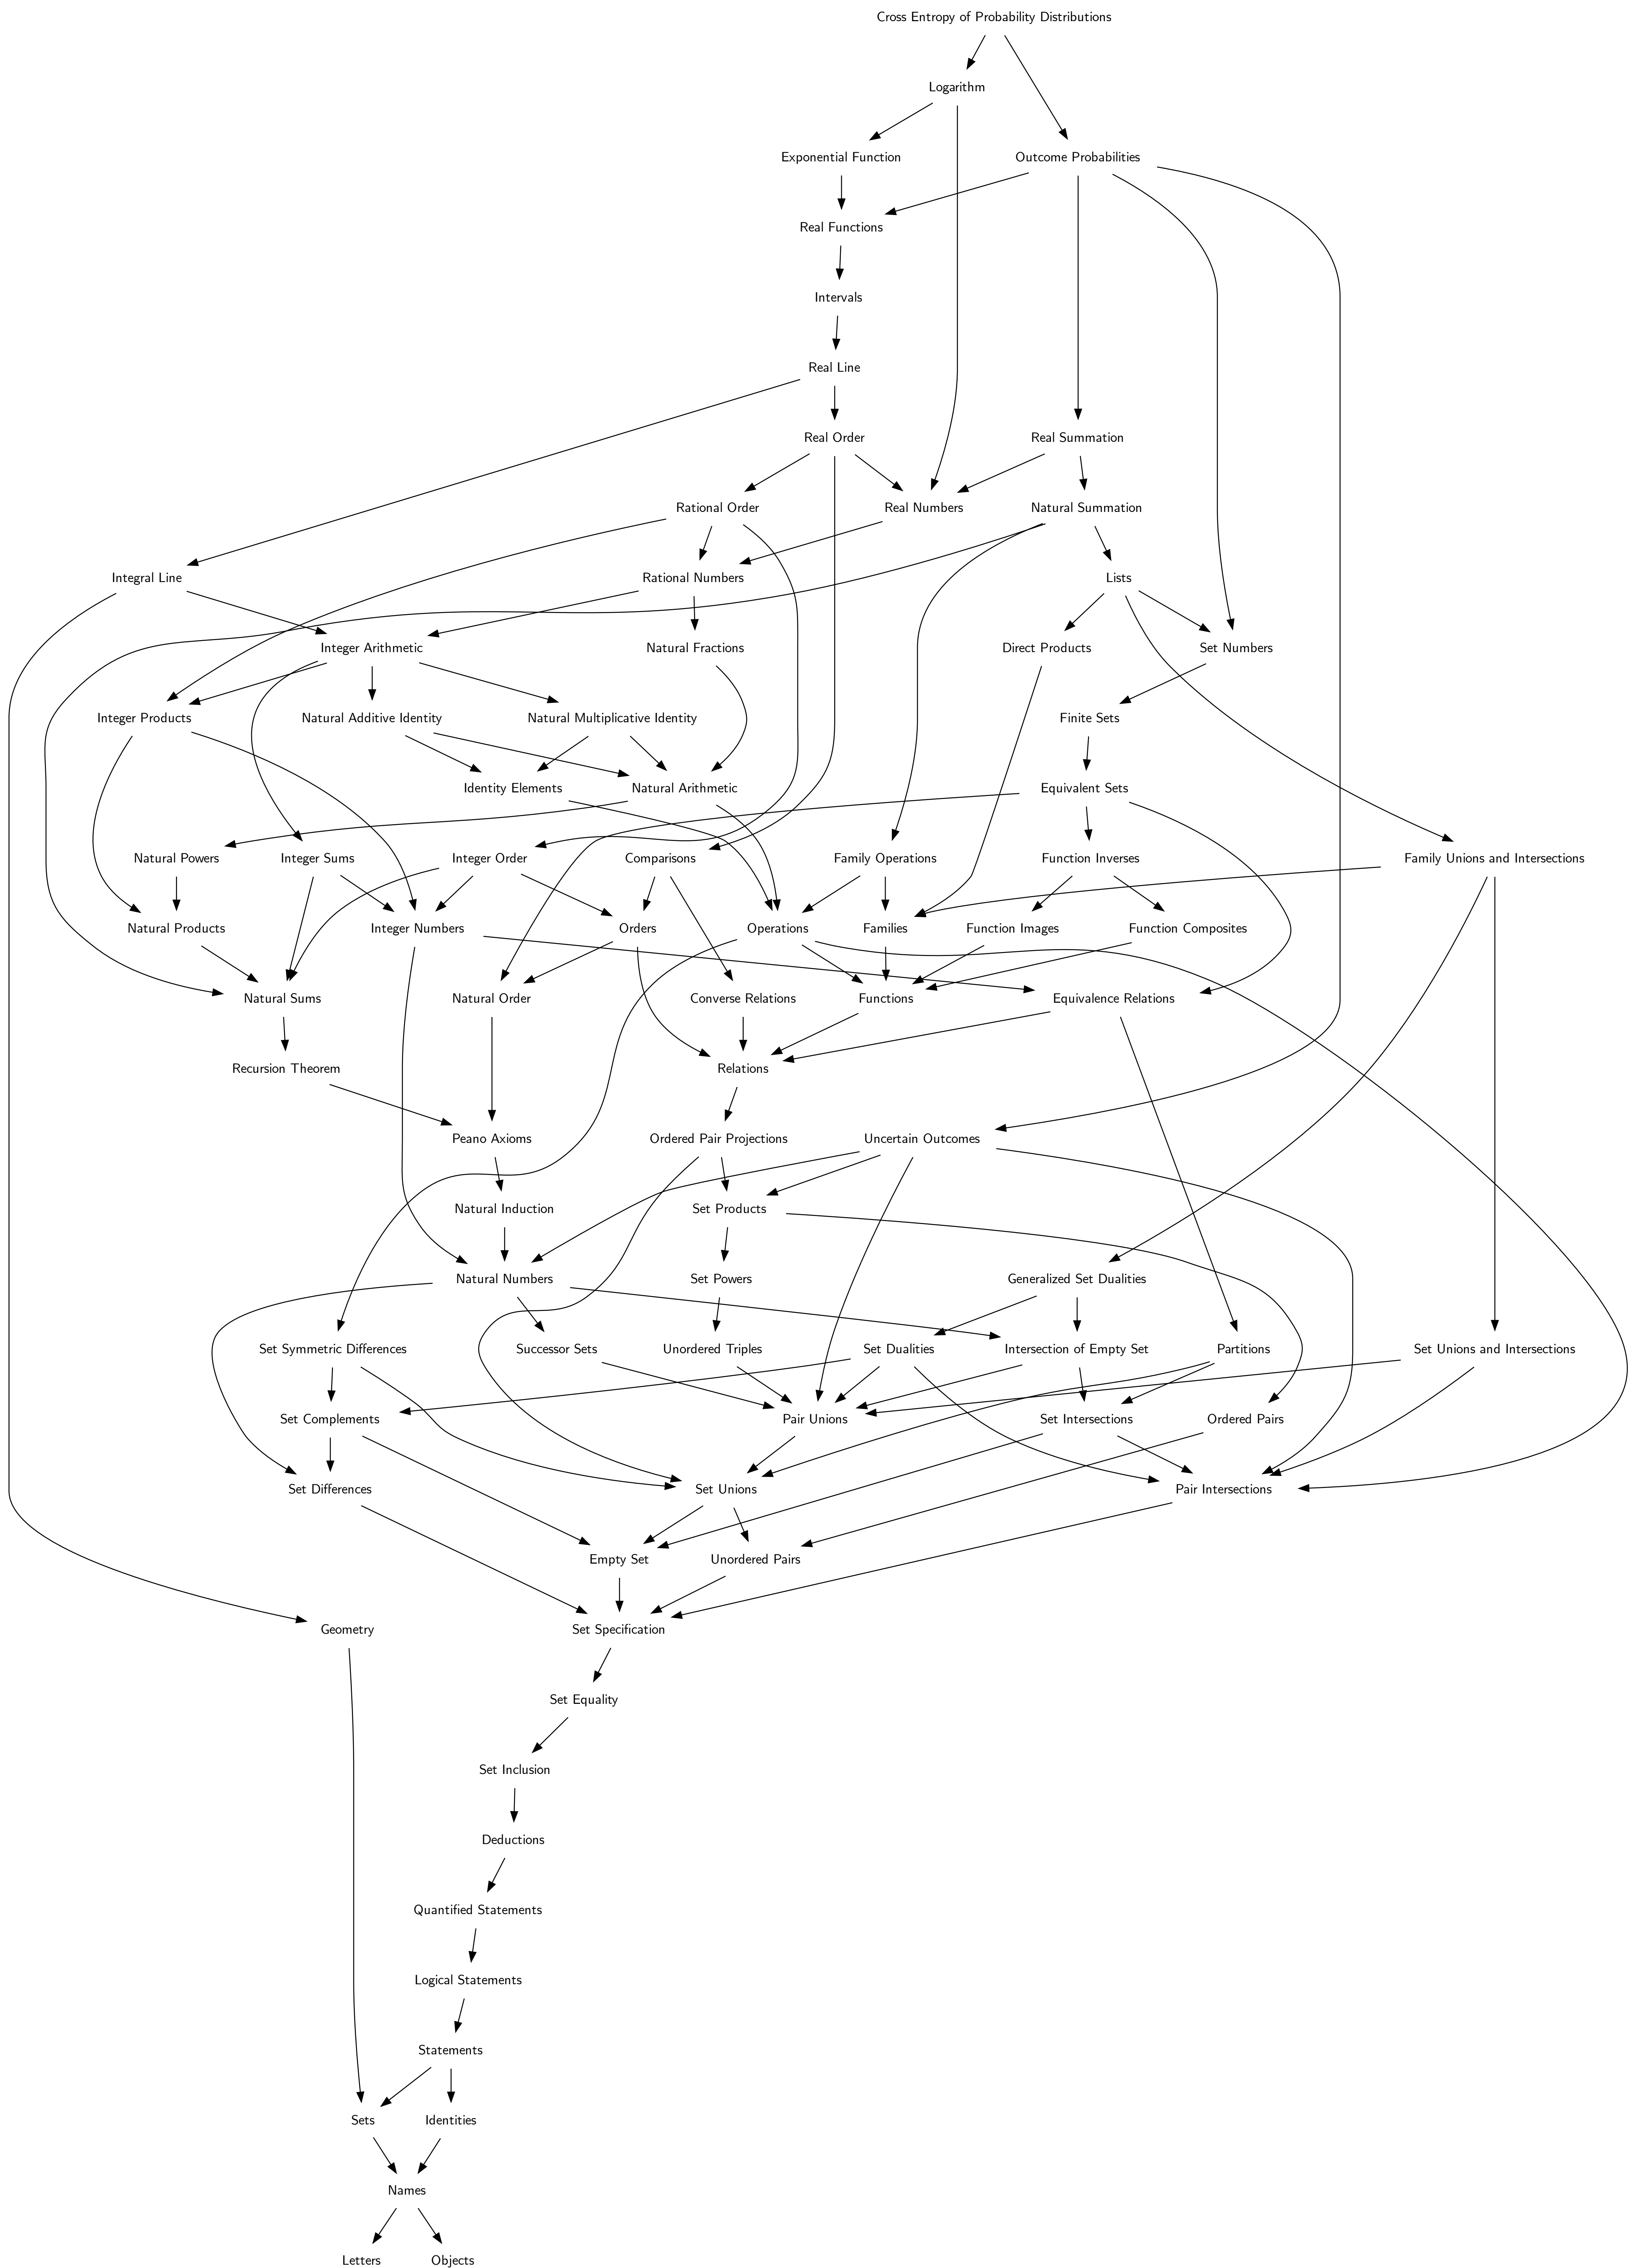 Cross Entropy of Probability Distributions
Logarithm
Exponential Function
Outcome Probabilities
Real Functions
Intervals
Real Line
Real Order
Real Summation
Rational Order
Real Numbers
Natural Summation
Integral Line
Rational Numbers
Lists
Integer Arithmetic
Natural Fractions
Direct Products
Set Numbers
Integer Products
Natural Additive Identity
Natural Multiplicative Identity
Finite Sets
Identity Elements
Natural Arithmetic
Equivalent Sets
Natural Powers
Integer Sums
Integer Order
Comparisons
Family Operations
Function Inverses
Family Unions and Intersections
Natural Products
Integer Numbers
Orders
Operations
Families
Function Images
Function Composites
Natural Sums
Natural Order
Converse Relations
Functions
Equivalence Relations
Recursion Theorem
Relations
Peano Axioms
Ordered Pair Projections
Uncertain Outcomes
Natural Induction
Set Products
Natural Numbers
Set Powers
Generalized Set Dualities
Set Symmetric Differences
Successor Sets
Unordered Triples
Set Dualities
Intersection of Empty Set
Partitions
Set Unions and Intersections
Set Complements
Pair Unions
Set Intersections
Ordered Pairs
Set Differences
Set Unions
Pair Intersections
Empty Set
Unordered Pairs
Geometry
Set Specification
Set Equality
Set Inclusion
Deductions
Quantified Statements
Logical Statements
Statements
Sets
Identities
Names
Letters
Objects